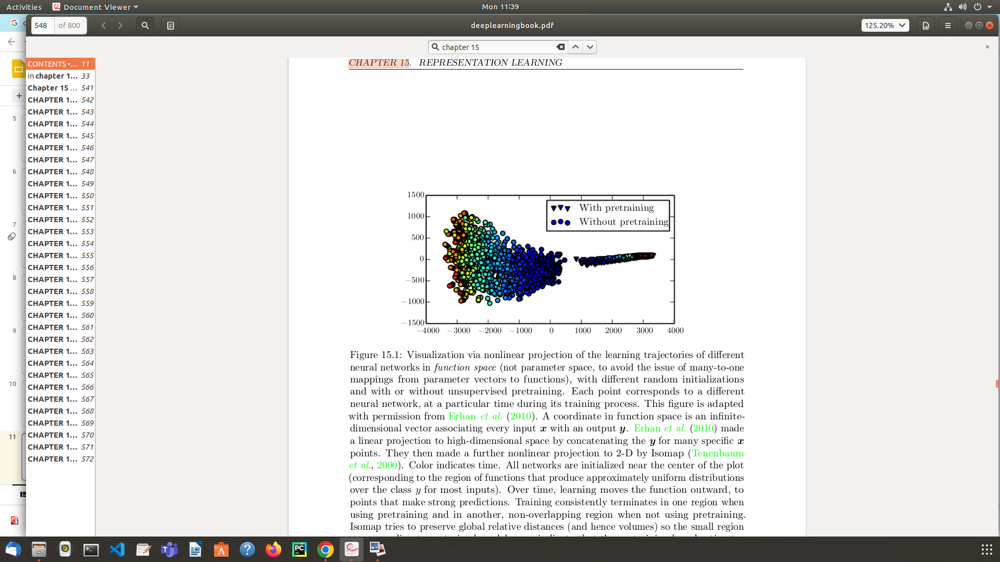 Activities
Document Viewer
Mon 11:39
548
of 800
deeplearningbook.pdf
125.20%
chapter 15
CONTENTS •... 11
in chapter 1... 33
Chapter 15 ... 541
CHAPTER 1... 542
CHAPTER 1... 543
CHAPTER 1... 544
CHAPTER 1... 545
CHAPTER 1... 546
CHAPTER 1... 547
CHAPTER 1... 548
CHAPTER 1... 549
CHAPTER 1... 550
CHAPTER 1... 551
CHAPTER 1... 552
CHAPTER 1... 553
CHAPTER 1... 554
CHAPTER 1... 555
CHAPTER 1... 556
CHAPTER 1... 557
CHAPTER 1... 558
CHAPTER 1... 559
CHAPTER 1... 560
CHAPTER 1... 561
CHAPTER 1... 562
CHAPTER 1... 563
CHAPTER 1... 564
CHAPTER 1... 565
CHAPTER 1... 566
CHAPTER 1... 567
CHAPTER 1... 568
CHAPTER 1... 569
CHAPTER 1... 570
CHAPTER 1... 571
CHAPTER 1... 572
5
6
7
8
9
10
11
CHAPTER 15. REPRESENTATION LEARNING
1500
1000
500
0
−500
−1000
−1500
−4000 −3000 −2000 −1000 0 1000 2000 3000 4000
With pretraining
Without pretraining
Figure 15.1: Visualization via nonlinear projection of the learning trajectories of different
neural networks in function space (not parameter space, to avoid the issue of many-to-one
mappings from parameter vectors to functions), with different random initializations
and with or without unsupervised pretraining. Each point corresponds to a different
neural network, at a particular time during its training process. This figure is adapted
with permission from Erhan et al. (2010). A coordinate in function space is an infinite-
dimensional vector associating every input x with an output y. Erhan et al. (2010) made
a linear projection to high-dimensional space by concatenating the y for many specific x
points. They then made a further nonlinear projection to 2-D by Isomap (Tenenbaum
et al., 2000). Color indicates time. All networks are initialized near the center of the plot
(corresponding to the region of functions that produce approximately uniform distributions
over the class y for most inputs). Over time, learning moves the function outward, to
points that make strong predictions. Training consistently terminates in one region when
using pretraining and in another, non-overlapping region when not using pretraining.
Isomap tries to preserve global relative distances (and hence volumes) so the small region
PC